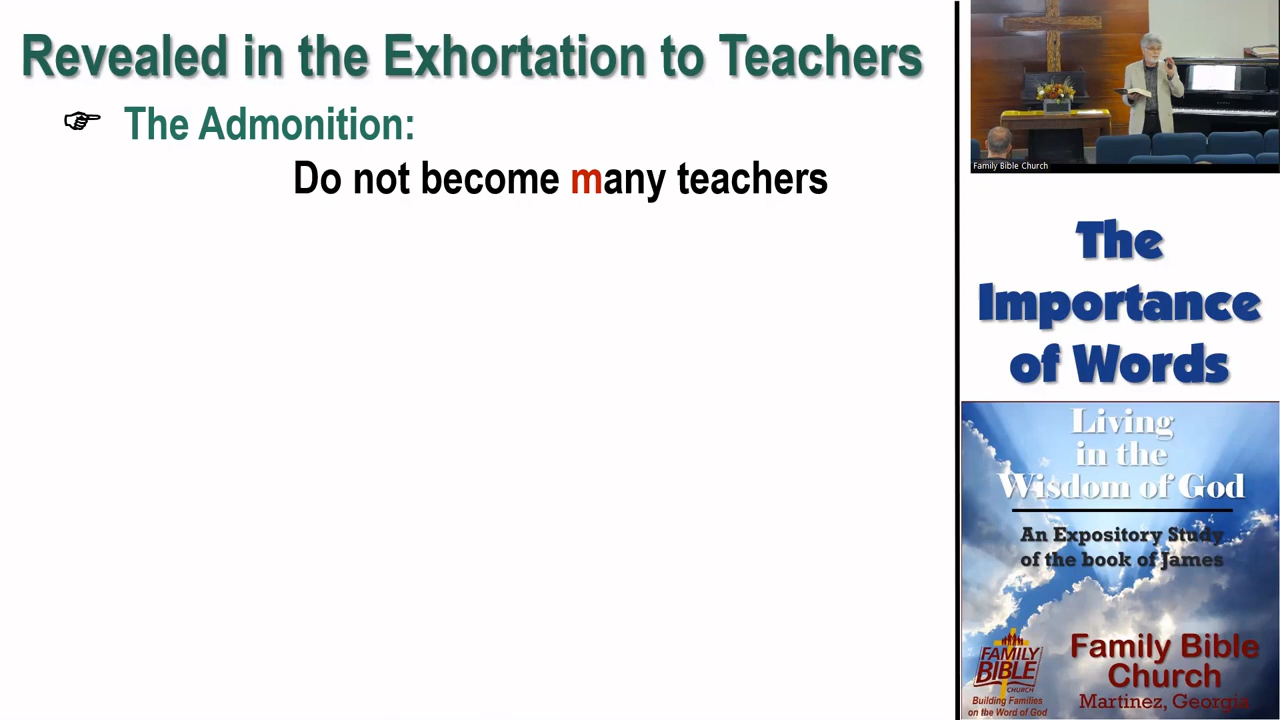 Revealed in the Exhortation to Teachers
☞ The Admonition:
Do not become many teachers
Family Bible Church
The
Importance
of Words
Living
in the
Wisdom of God
An Expository Study
of the book of James
FAMILY
BIBLE
CHURCH
Building Families
on the Word of God
Family Bible
Church
Martinez, Georgia